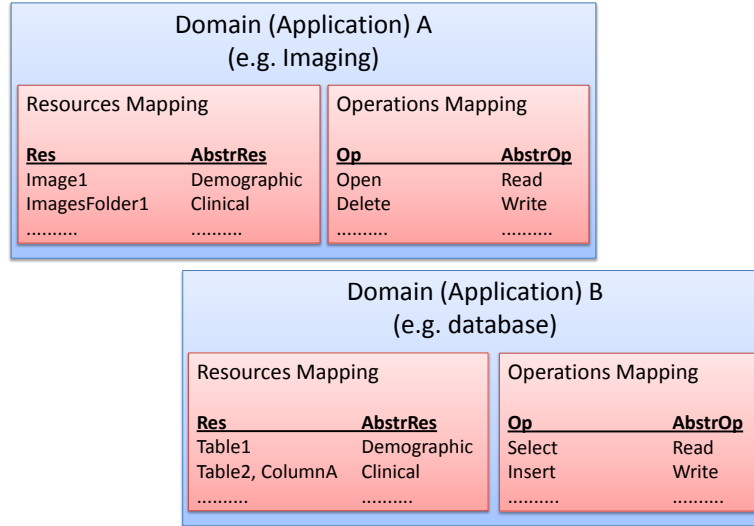 Domain (Application) A
(e.g. Imaging)
Resources Mapping
Res AbstrRes
Image1 Demographic
ImagesFolder1 Clinical
.......... ..........
Operations Mapping
Op AbstrOp
Open Read
Delete Write
.......... ..........
Domain (Application) B
(e.g. database)
Resources Mapping
Res AbstrRes
Table1 Demographic
Table2, ColumnA Clinical
.......... ..........
Operations Mapping
Op AbstrOp
Select Read
Insert Write
.......... ..........